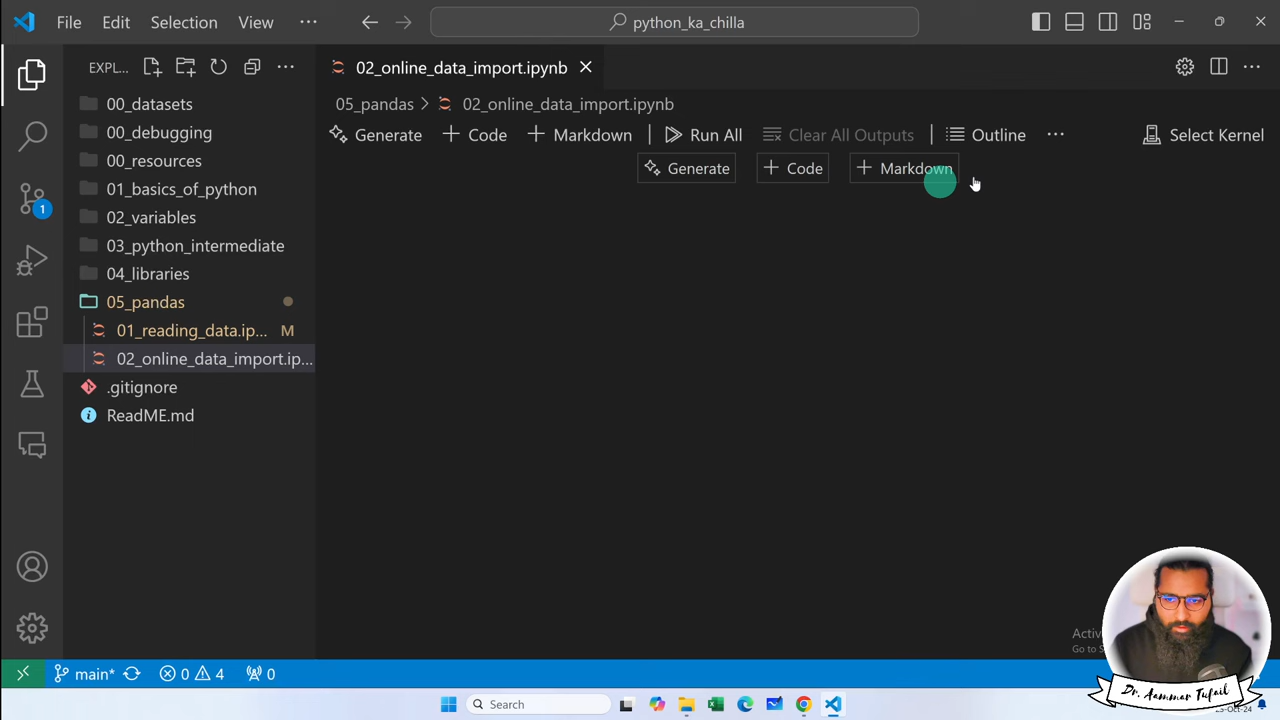 File Edit Selection View ··· python_ka_chilla
EXPL... ···
02_online_data_import.ipynb
00_datasets
05_pandas > 02_online_data_import.ipynb
00_debugging
Generate + Code + Markdown Run All Clear All Outputs Outline ··· Select Kernel
00_resources
Generate + Code + Markdown
01_basics_of_python
02_variables
03_python_intermediate
04_libraries
05_pandas
01_reading_data.ip... M
02_online_data_import.ip...
.gitignore
ReadME.md
1
Dr. Aammar Tufail
main* 0 4 0
Search